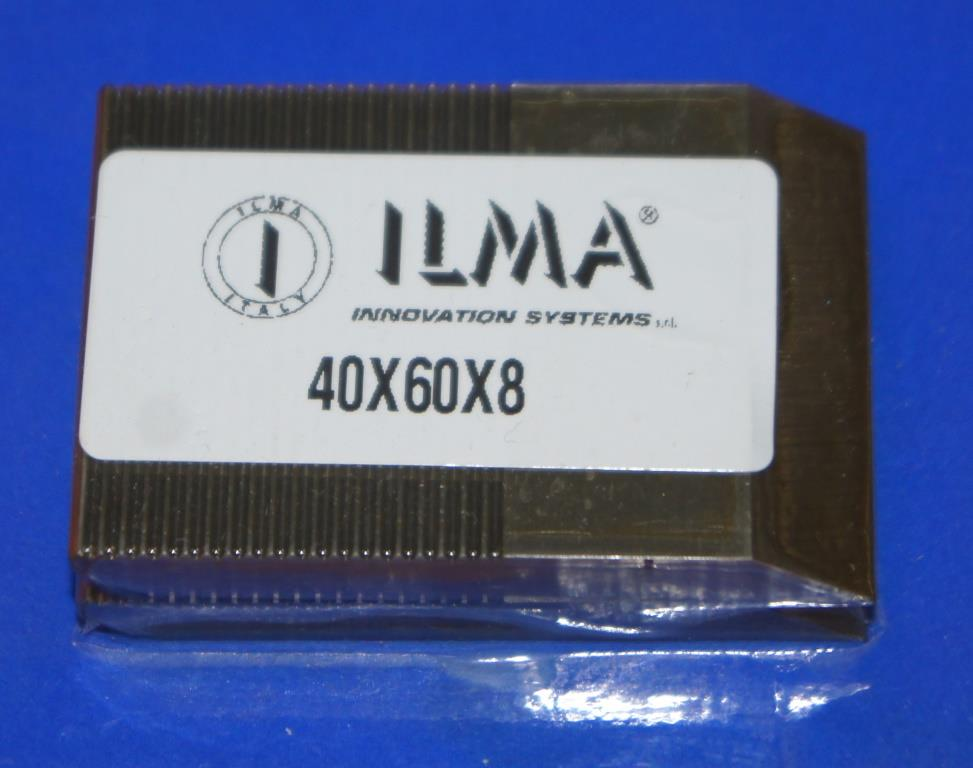 ILMA
I
ITALY
ILMA®
INNOVATION SYSTEMS s.r.l.
40X60X8